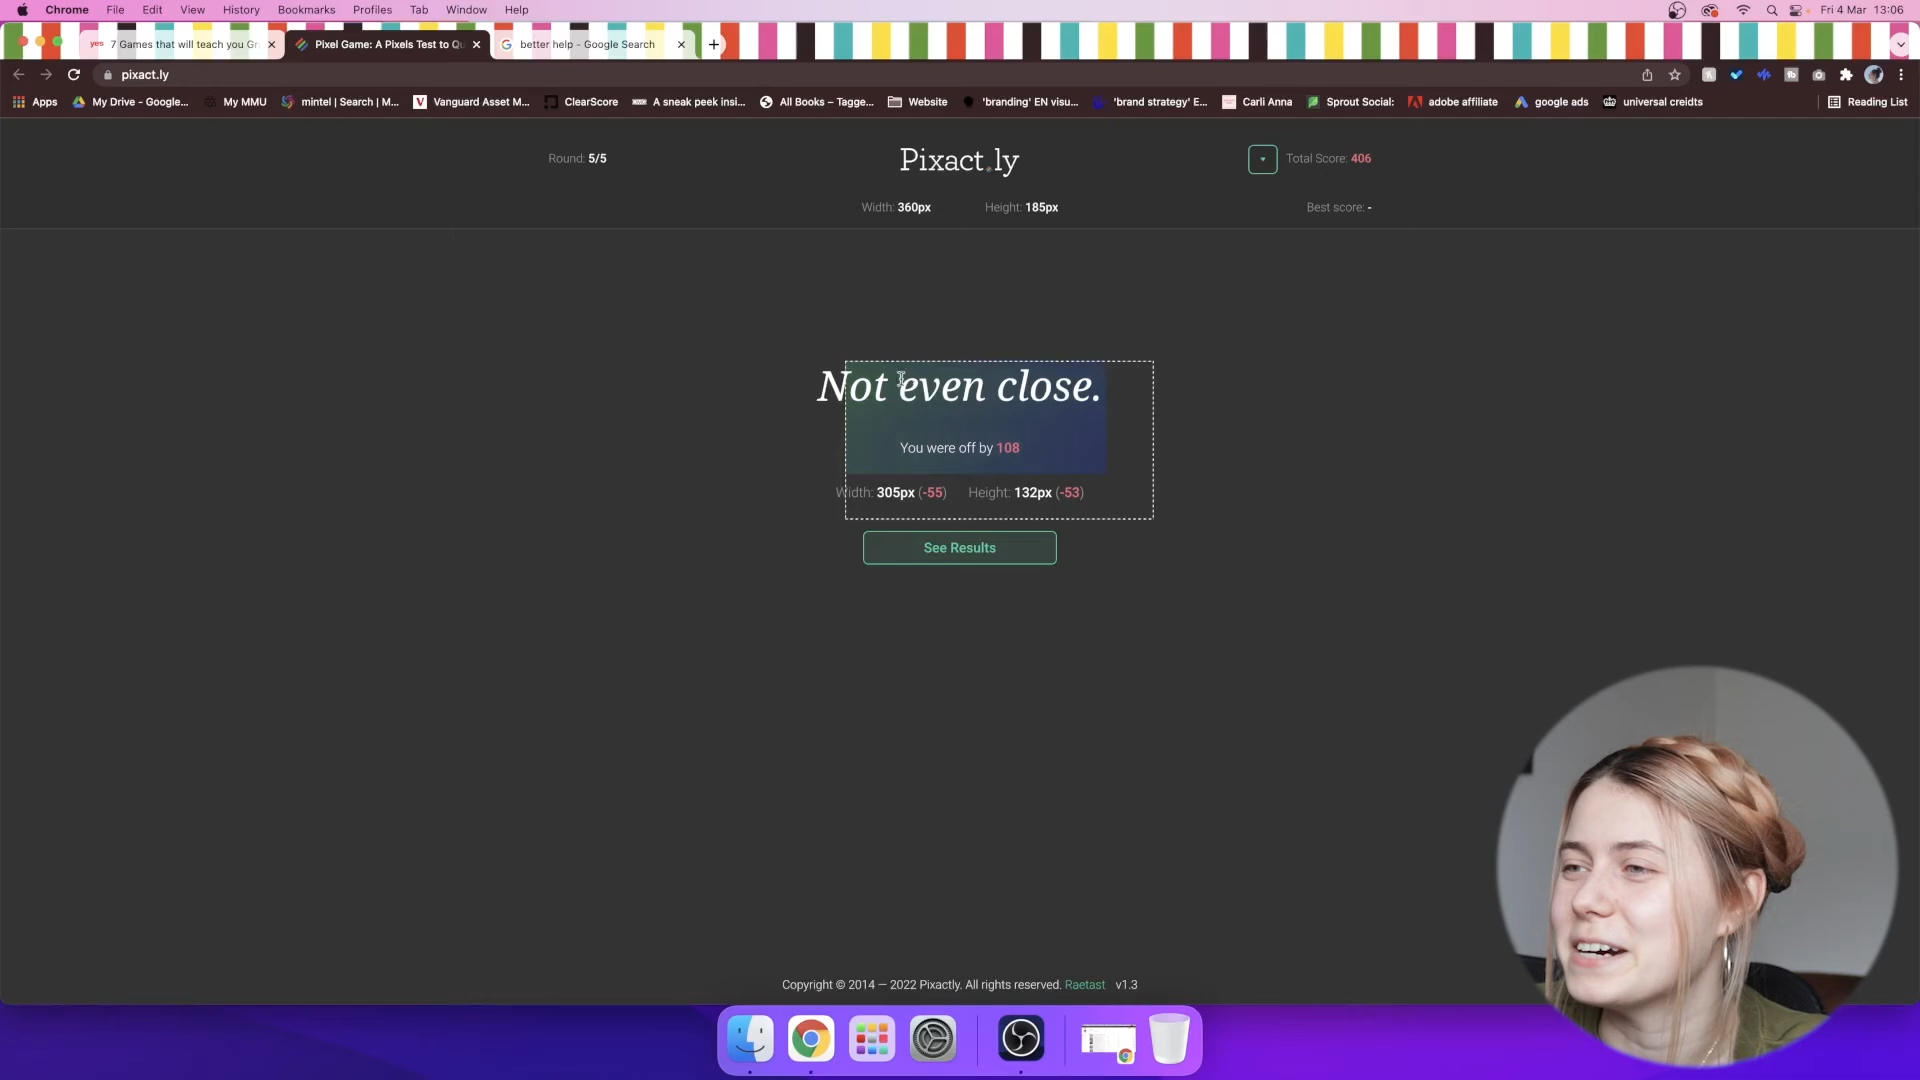 Chrome File Edit View History Bookmarks Profiles Tab Window Help Fri 4 Mar 13:06
yes 7 Games that will teach you Gr Pixel Game: A Pixels Test to Qu better help - Google Search
pixact.ly
Apps My Drive - Google... My MMU mintel | Search | M... Vanguard Asset M... ClearScore A sneak peek insi... All Books – Tagge... Website 'branding' EN visu... 'brand strategy' E... Carli Anna Sprout Social: adobe affiliate google ads universal creidts Reading List
Round: 5/5 Pixact.ly Total Score: 406
Width: 360px Height: 185px Best score: -
Not even close.
You were off by 108
Width: 305px (-55) Height: 132px (-53)
See Results
Copyright © 2014 — 2022 Pixactly. All rights reserved. Raetast v1.3